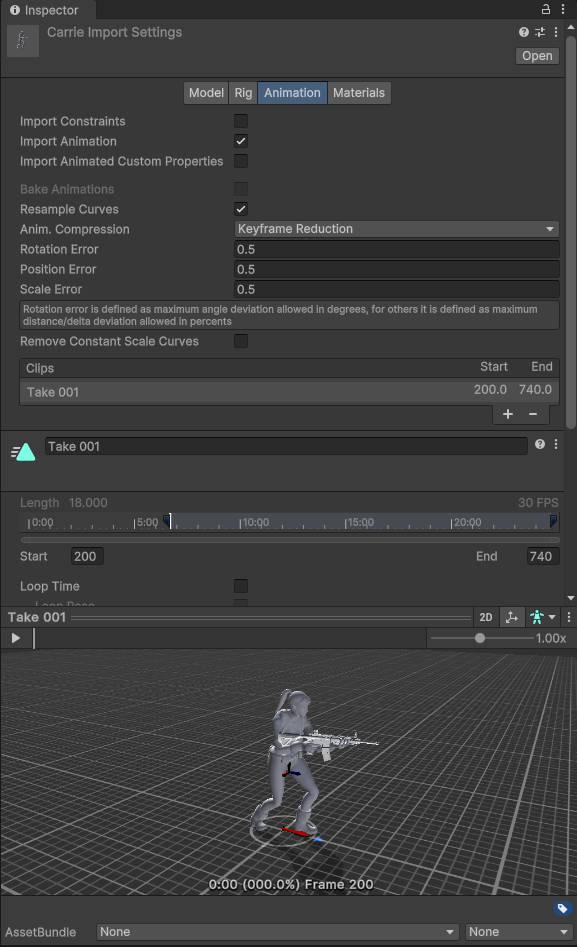 Inspector
Carrie Import Settings
Open
Model Rig Animation Materials
Import Constraints
Import Animation
Import Animated Custom Properties
Bake Animations
Resample Curves
Anim. Compression Keyframe Reduction
Rotation Error 0.5
Position Error 0.5
Scale Error 0.5
Rotation error is defined as maximum angle deviation allowed in degrees, for others it is defined as maximum
distance/delta deviation allowed in percents
Remove Constant Scale Curves
Clips Start End
Take 001 200.0 740.0
Take 001
Length 18.000 30 FPS
0:00 5:00 10:00 15:00 20:00
Start 200 End 740
Loop Time
Loop Pose
Take 001 2D
1.00x
0:00 (000.0%) Frame 200
AssetBundle None None